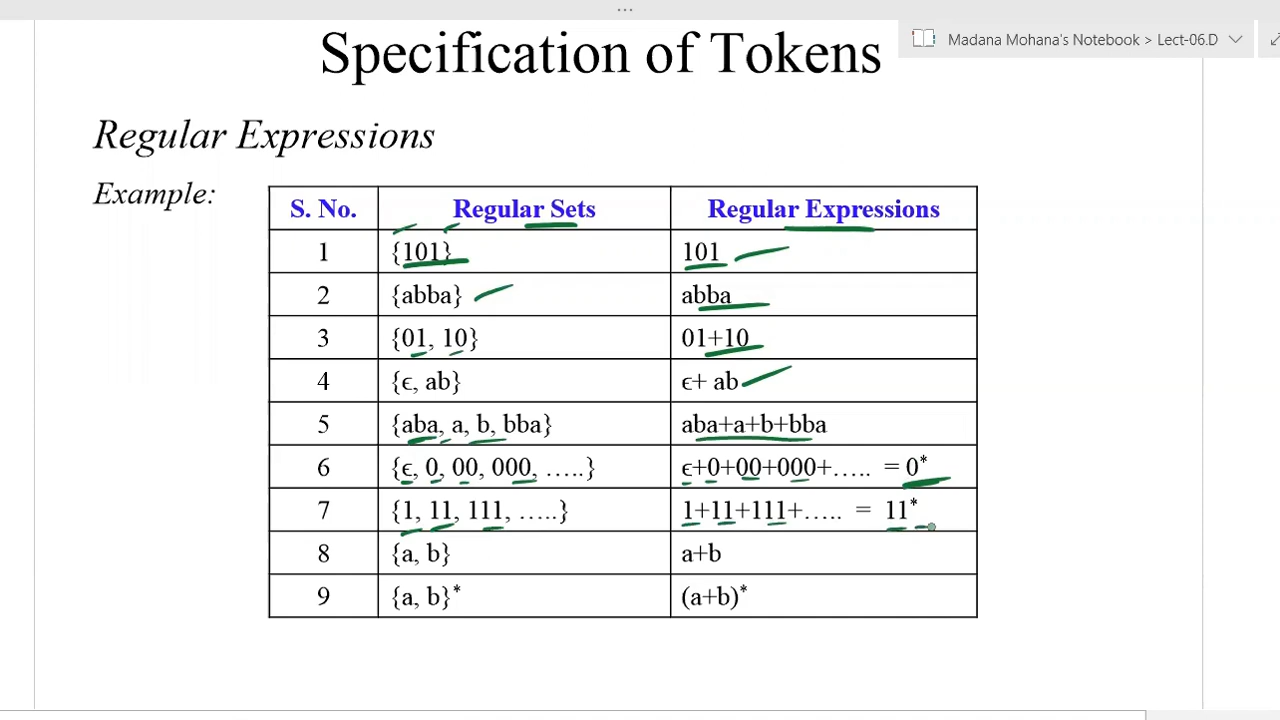 Specification of Tokens
Madana Mohana's Notebook > Lect-06.D
Regular Expressions
Example:
S. No. Regular Sets Regular Expressions
1 {101} 101
2 {abba} abba
3 {01, 10} 01+10
4 {ϵ, ab} ϵ+ ab
5 {aba, a, b, bba} aba+a+b+bba
6 {ϵ, 0, 00, 000, …..} ϵ+0+00+000+….. = 0*
7 {1, 11, 111, …..} 1+11+111+….. = 11*
8 {a, b} a+b
9 {a, b}* (a+b)*